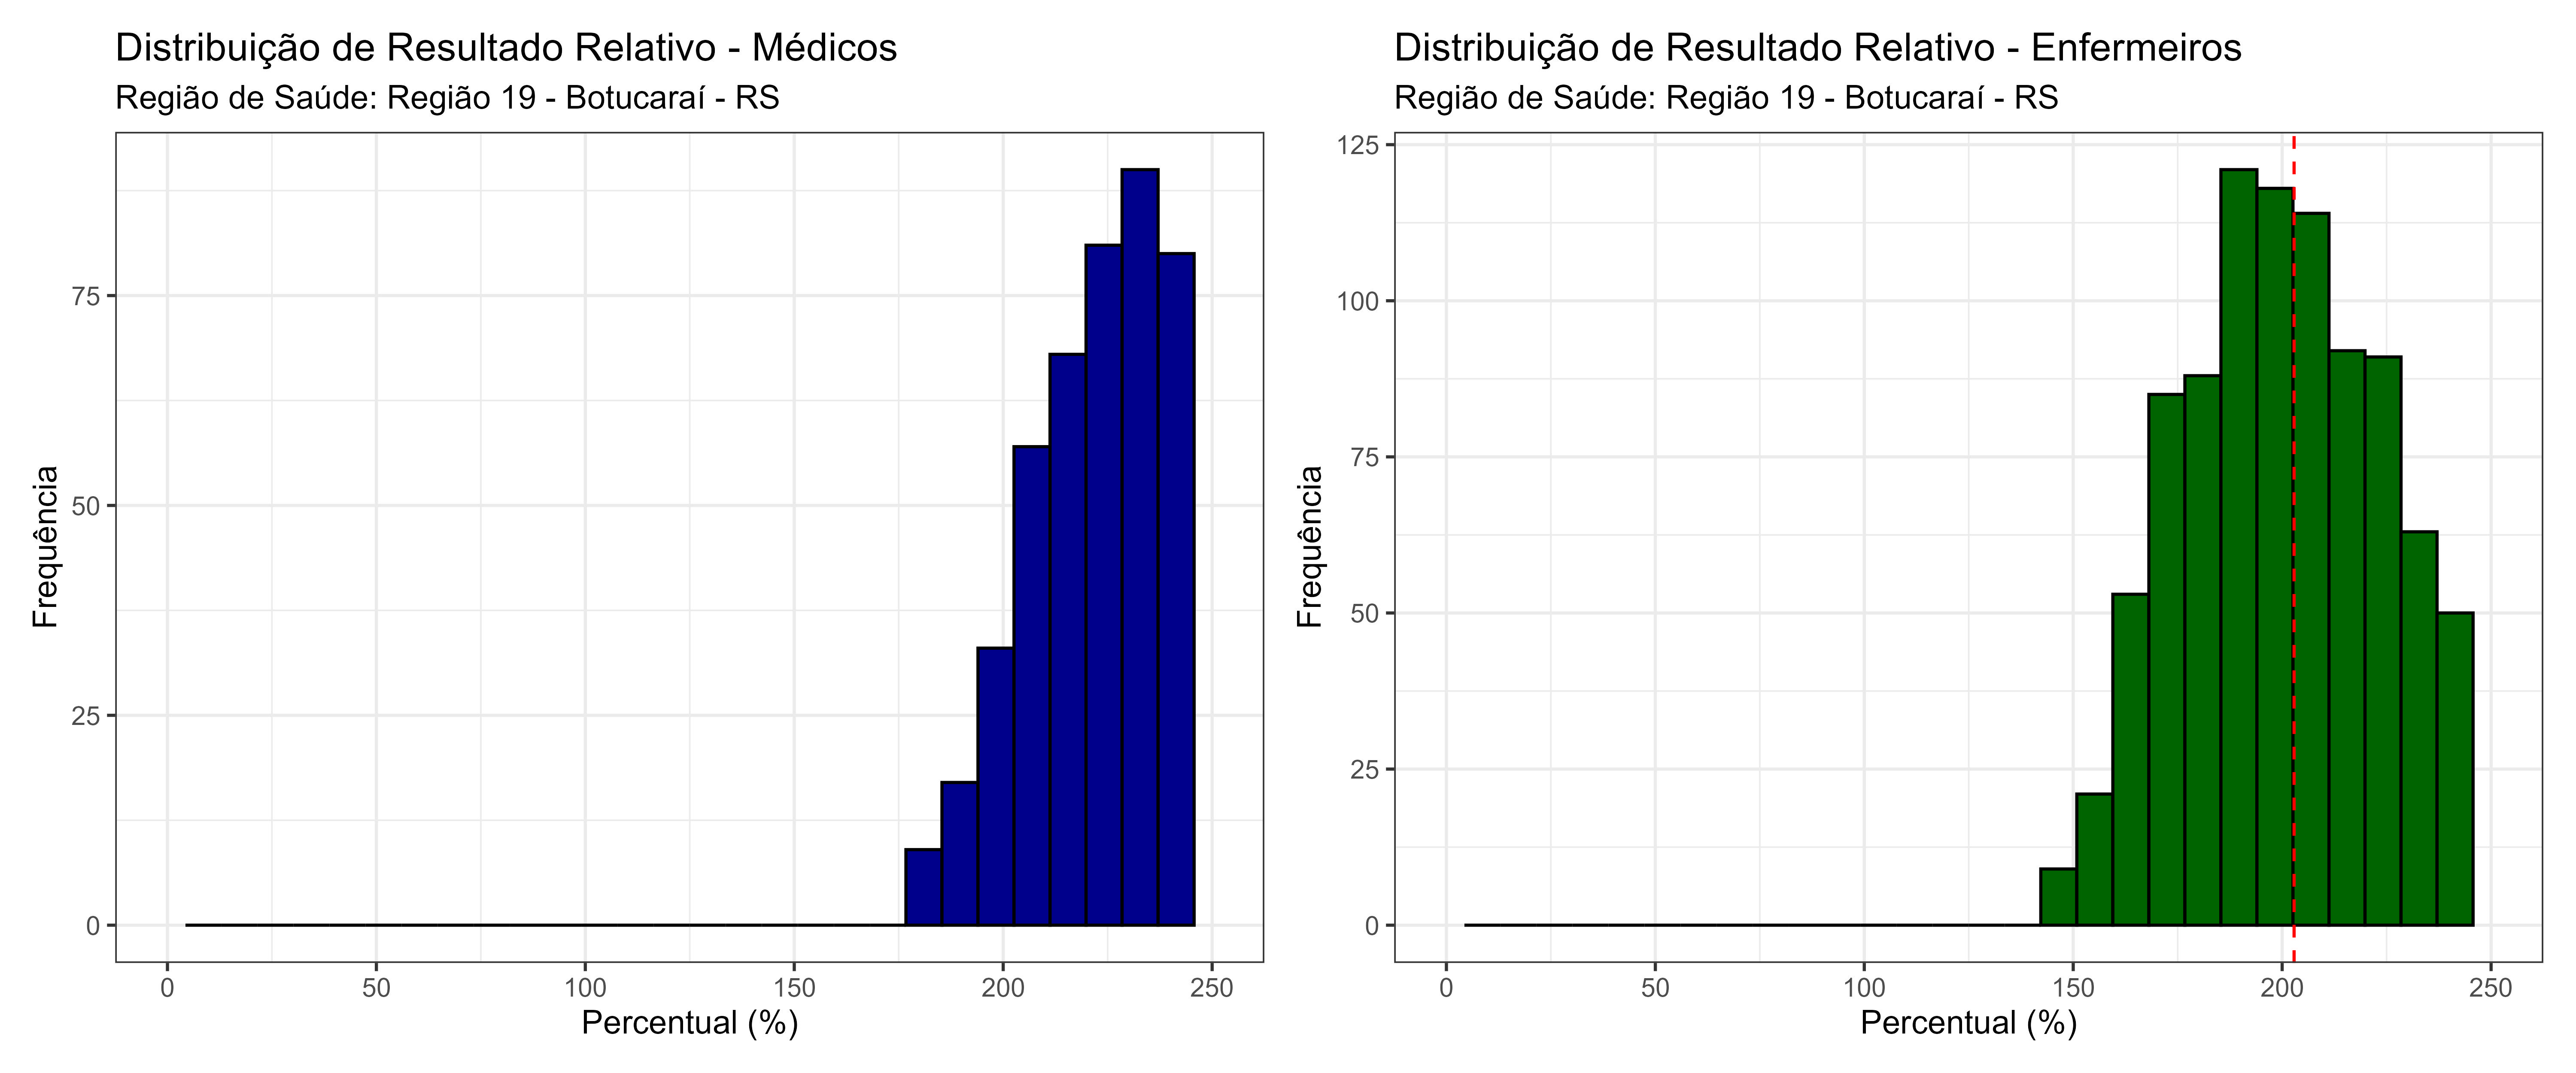 Distribuição de Resultado Relativo - Médicos
Região de Saúde: Região 19 - Botucaraí - RS
75
50
25
0
Frequência
0 50 100 150 200 250
Percentual (%)
Distribuição de Resultado Relativo - Enfermeiros
Região de Saúde: Região 19 - Botucaraí - RS
125
100
75
50
25
0
Frequência
0 50 100 150 200 250
Percentual (%)